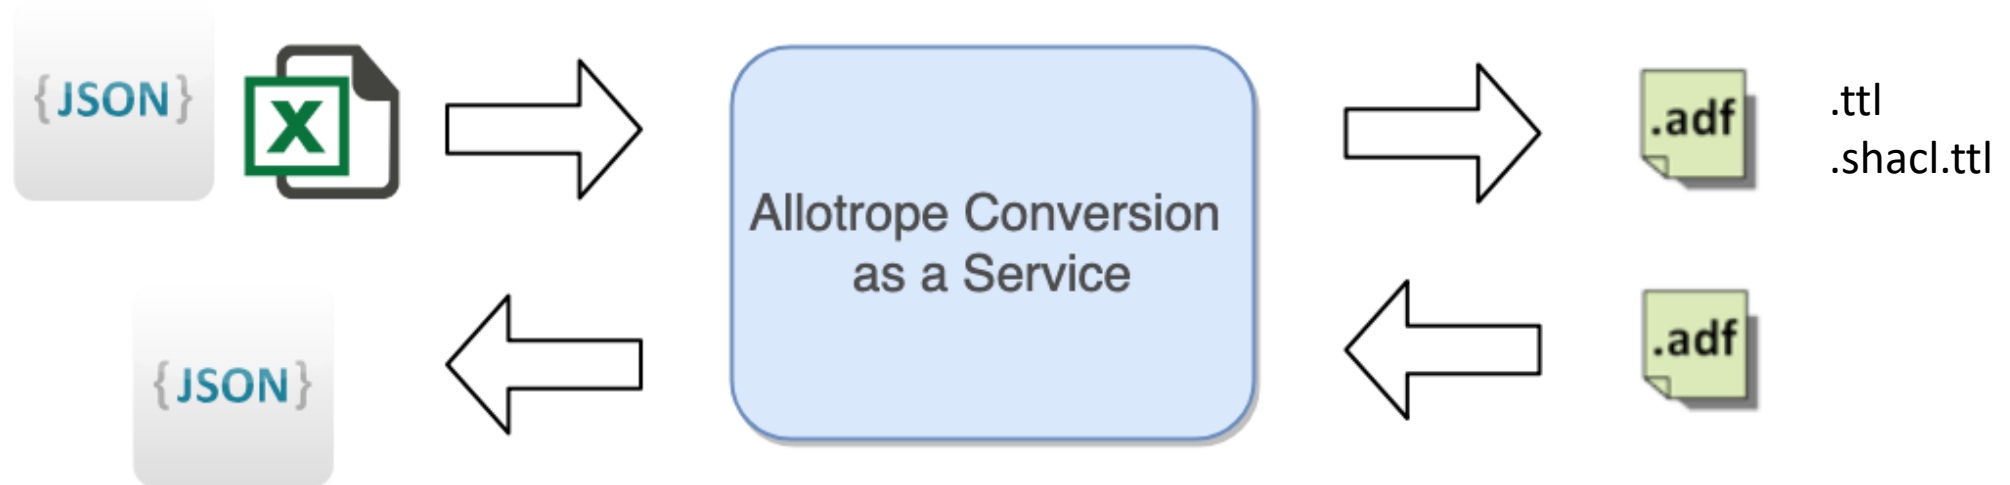 {JSON}
X
.adf
.ttl
.shacl.ttl
Allotrope Conversion
as a Service
{JSON}
.adf